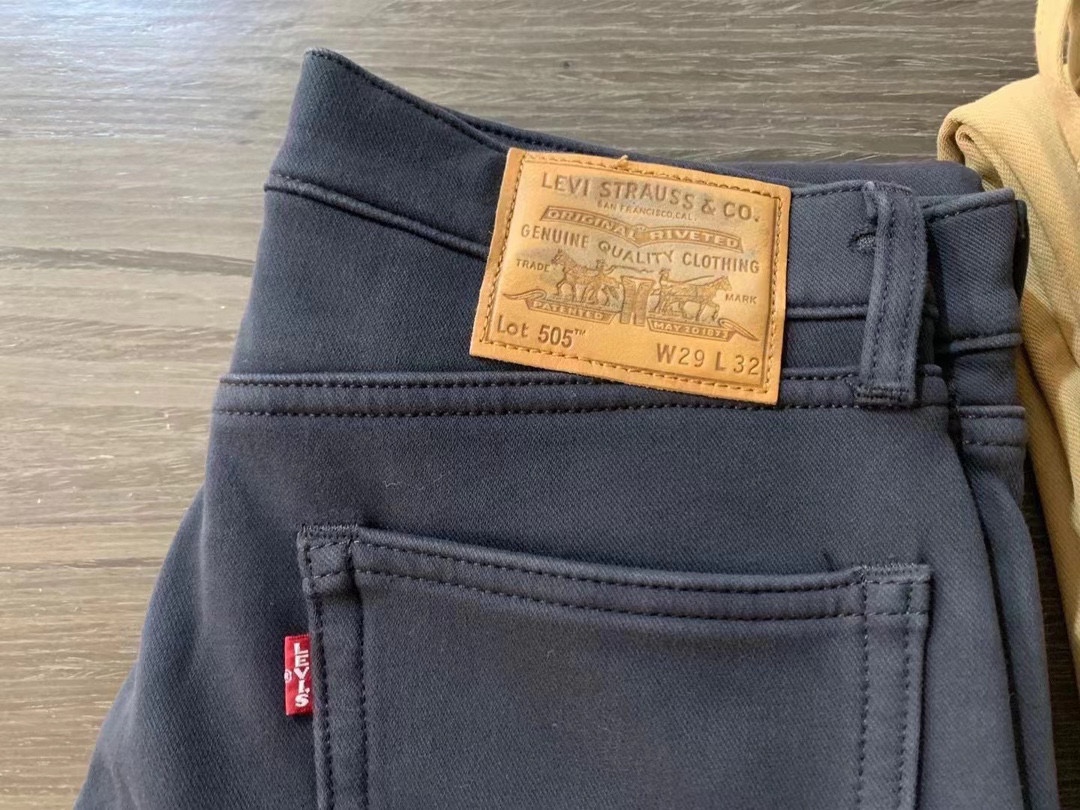 LEVI STRAUSS & CO.
SAN FRANCISCO, CAL.
ORIGINAL RIVETED
GENUINE QUALITY CLOTHING
TRADE MARK
PATENTED MAY 20 1873
Lot 505™ W29 L 32
LEVI'S
®